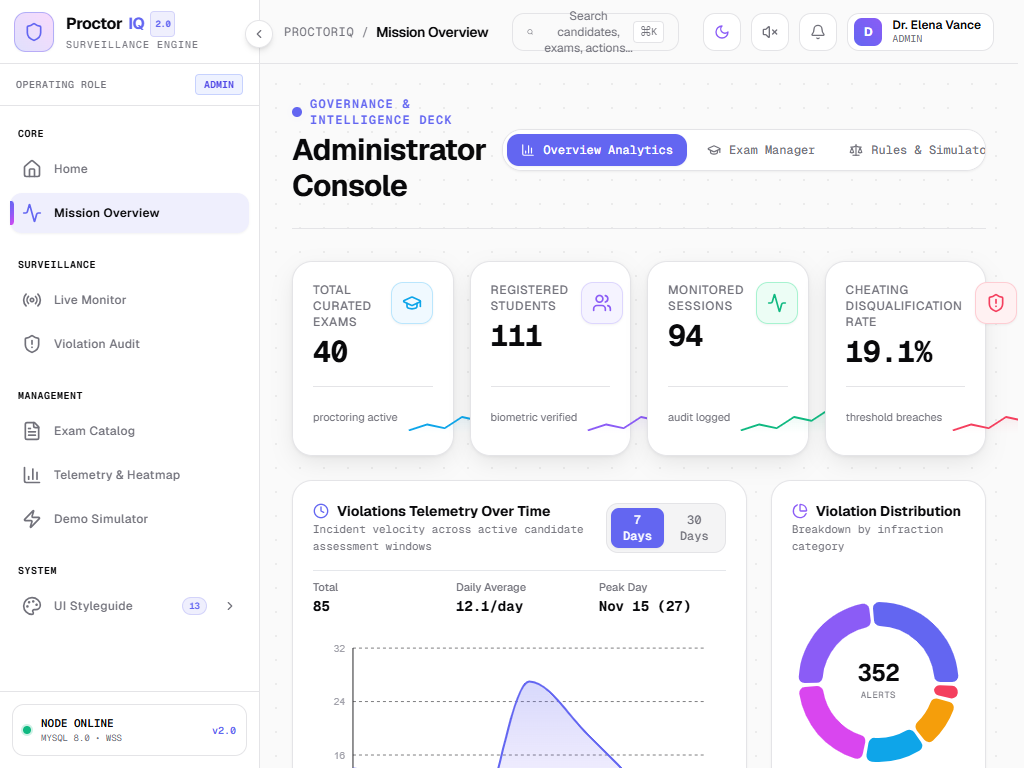 Proctor IQ 2.0
SURVEILLANCE ENGINE
OPERATING ROLE
ADMIN
CORE
Home
Mission Overview
SURVEILLANCE
Live Monitor
Violation Audit
MANAGEMENT
Exam Catalog
Telemetry & Heatmap
Demo Simulator
SYSTEM
UI Styleguide 13
NODE ONLINE
MYSQL 8.0 • WSS
v2.0
PROCTORIQ / Mission Overview
Search
candidates,
exams, actions…
⌘K
D
Dr. Elena Vance
ADMIN
GOVERNANCE &
INTELLIGENCE DECK
Administrator
Console
Overview Analytics
Exam Manager
Rules & Simulato
TOTAL
CURATED
EXAMS
40
proctoring active
REGISTERED
STUDENTS
111
biometric verified
MONITORED
SESSIONS
94
audit logged
CHEATING
DISQUALIFICATION
RATE
19.1%
threshold breaches
Violations Telemetry Over Time
Incident velocity across active candidate
assessment windows
7
Days
30
Days
Total
85
Daily Average
12.1/day
Peak Day
Nov 15 (27)
32
24
16
Violation Distribution
Breakdown by infraction
category
352
ALERTS